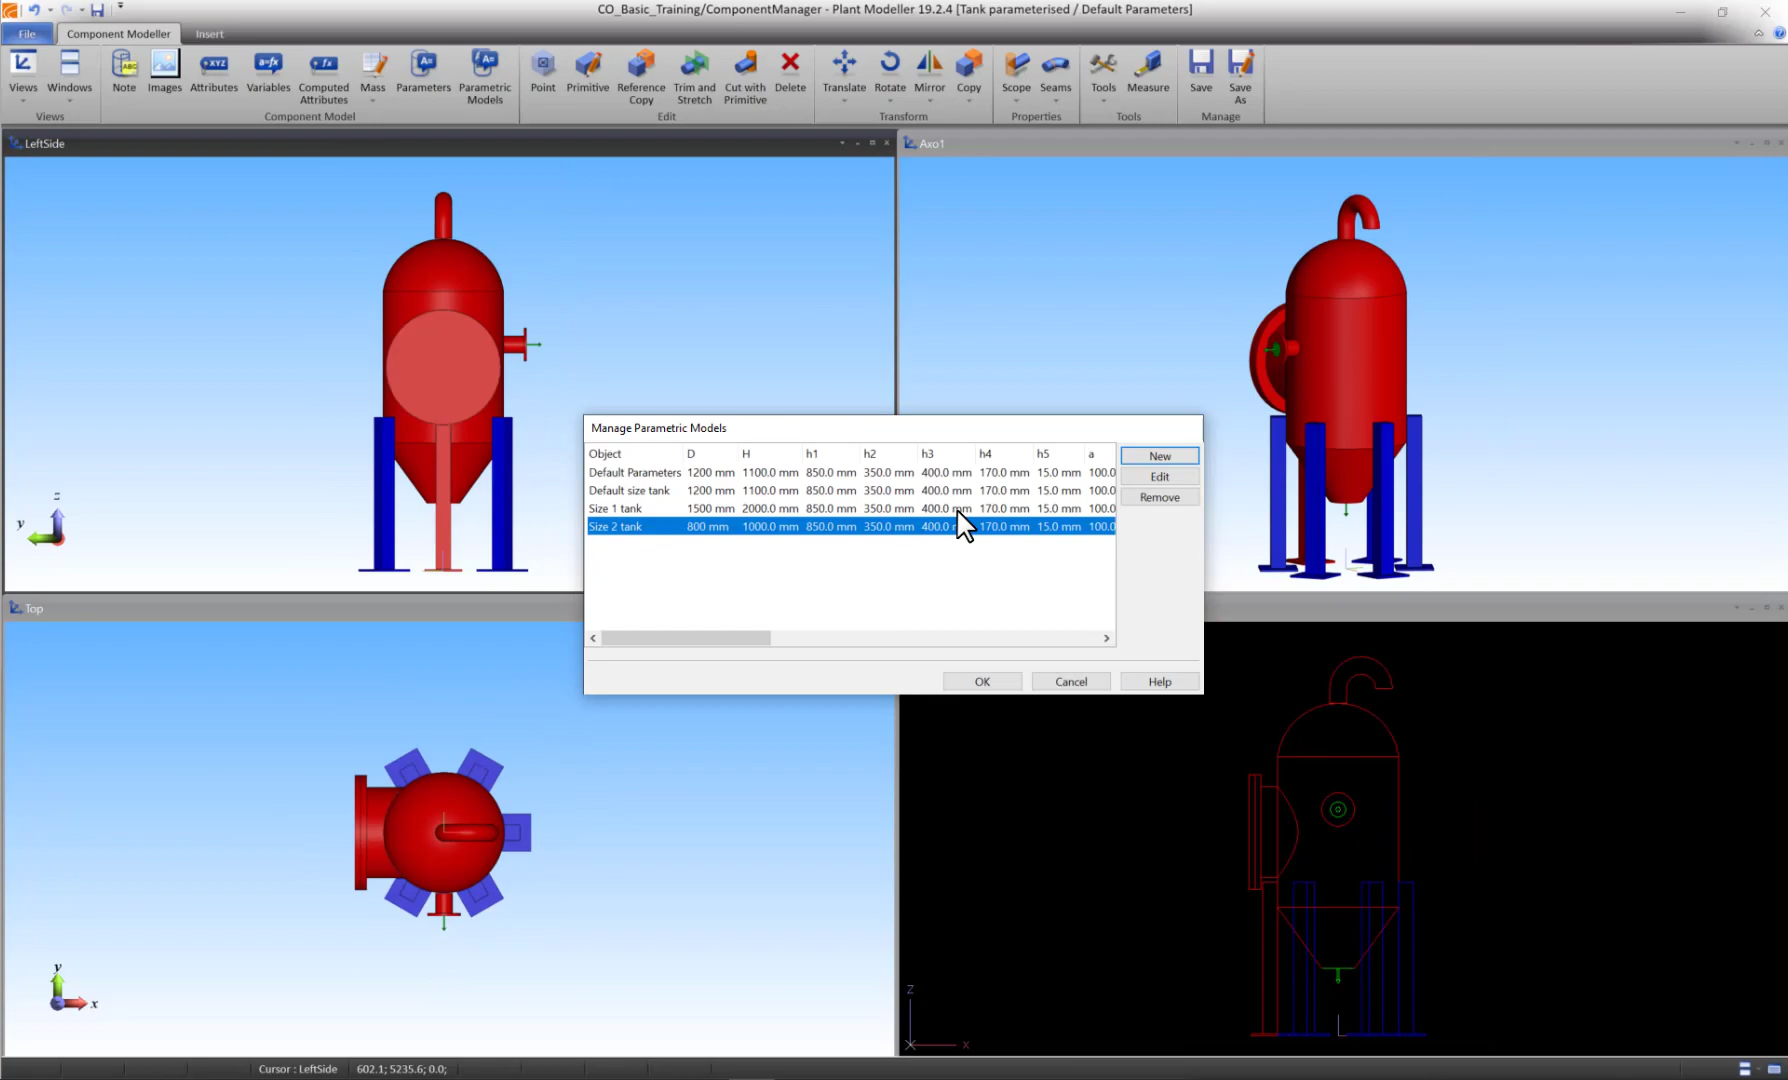 CO_Basic_Training/ComponentManager - Plant Modeller 19.2.4 [Tank parameterised / Default Parameters]
File
Component Modeller
Insert
Views
Windows
Note
Images
Attributes
Variables
Computed Attributes
Mass
Parameters
Parametric Models
Point
Primitive
Reference Copy
Trim and Stretch
Cut with Primitive
Delete
Translate
Rotate
Mirror
Copy
Scope
Seams
Tools
Measure
Save
Save As
Views
Component Model
Edit
Transform
Properties
Tools
Manage
LeftSide
Axo1
z
y
Manage Parametric Models
Object D H h1 h2 h3 h4 h5 a
Default Parameters 1200 mm 1100.0 mm 850.0 mm 350.0 mm 400.0 mm 170.0 mm 15.0 mm 100.0
Default size tank 1200 mm 1100.0 mm 850.0 mm 350.0 mm 400.0 mm 170.0 mm 15.0 mm 100.0
Size 1 tank 1500 mm 2000.0 mm 850.0 mm 350.0 mm 400.0 mm 170.0 mm 15.0 mm 100.0
Size 2 tank 800 mm 1000.0 mm 850.0 mm 350.0 mm 400.0 170.0 mm 15.0 mm 100.0
New
Edit
Remove
OK
Cancel
Help
Top
y
x
Z
X
Cursor : LeftSide 602.1; 5235.6; 0.0;